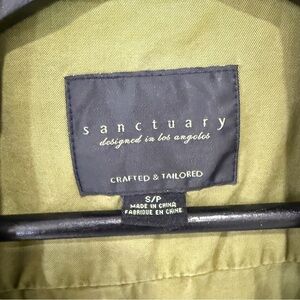 sanctuary
designed in los angeles
CRAFTED & TAILORED
S/P
MADE IN CHINA
FABRIQUÉ EN CHINE